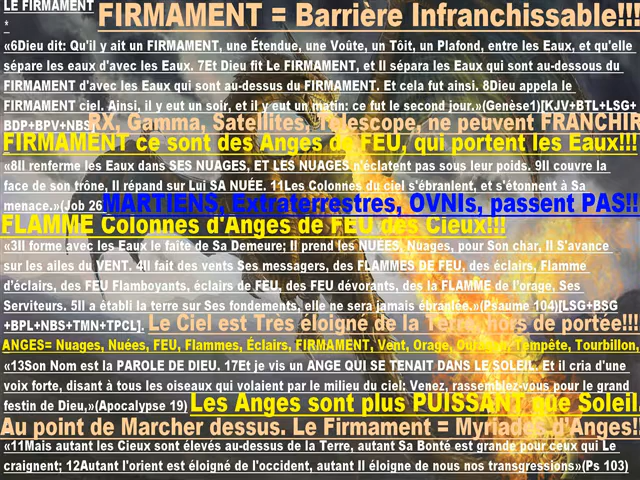 LE FIRMAMENT
*
FIRMAMENT = Barrière Infranchissable!!!
«6Dieu dit: Qu'il y ait un FIRMAMENT, une Étendue, une Voûte, un Tôit, un Plafond, entre les Eaux, et qu'elle
sépare les eaux d'avec les Eaux. 7Et Dieu fit Le FIRMAMENT, et Il sépara les Eaux qui sont au-dessous du
FIRMAMENT d'avec les Eaux qui sont au-dessus du FIRMAMENT. Et cela fut ainsi. 8Dieu appela le
FIRMAMENT ciel. Ainsi, il y eut un soir, et il y eut un matin: ce fut le second jour.»(Genèse1)[KJV+BTL+LSG+
BDP+BPV+NBS] RX, Gamma, Satellites, Télescope, ne peuvent FRANCHIR
FIRMAMENT ce sont des Anges de FEU, qui portent les Eaux!!!
«8Il renferme les Eaux dans SES NUAGES, ET LES NUAGES n'éclatent pas sous leur poids. 9Il couvre la
face de son trône, Il répand sur Lui SA NUÉE. 11Les Colonnes du ciel s'ébranlent, et s'étonnent à Sa
menace.»(Job 26 MARTIENS, Extraterrestres, OVNIs, passent PAS!!
FLAMME Colonnes d'Anges de FEU des Cieux!!!
«3Il forme avec les Eaux le faîte de Sa Demeure; Il prend les NUÉES, Nuages, pour Son char, Il S'avance
sur les ailes du VENT. 4Il fait des vents Ses messagers, des FLAMMES DE FEU, des éclairs, Flamme
d'éclairs, des FEU Flamboyants, éclairs de FEU, des FEU dévorants, des la FLAMME de l'orage, Ses
Serviteurs. 5Il a établi la terre sur Ses fondements, elle ne sera jamais ébranlée.»(Psaume 104)[LSG+BSG
+BPL+NBS+TMN+TPCL]. Le Ciel est Très éloigné de la Terre, hors de portée!!!
ANGES= Nuages, Nuées, FEU, Flammes, Éclairs, FIRMAMENT, Vent, Orage, Ouragan, Tempête, Tourbillon,
«13Son Nom est la PAROLE DE DIEU. 17Et je vis un ANGE QUI SE TENAIT DANS LE SOLEIL. Et il cria d'une
voix forte, disant à tous les oiseaux qui volaient par le milieu du ciel: Venez, rassemblez-vous pour le grand
festin de Dieu,»(Apocalypse 19) Les Anges sont plus PUISSANT que Soleil
Au point de Marcher dessus. Le Firmament = Myriades d'Anges!!
«11Mais autant les Cieux sont élevés au-dessus de la Terre, autant Sa Bonté est grande pour ceux qui Le
craignent; 12Autant l'orient est éloigné de l'occident, autant Il éloigne de nous nos transgressions»(Ps 103)